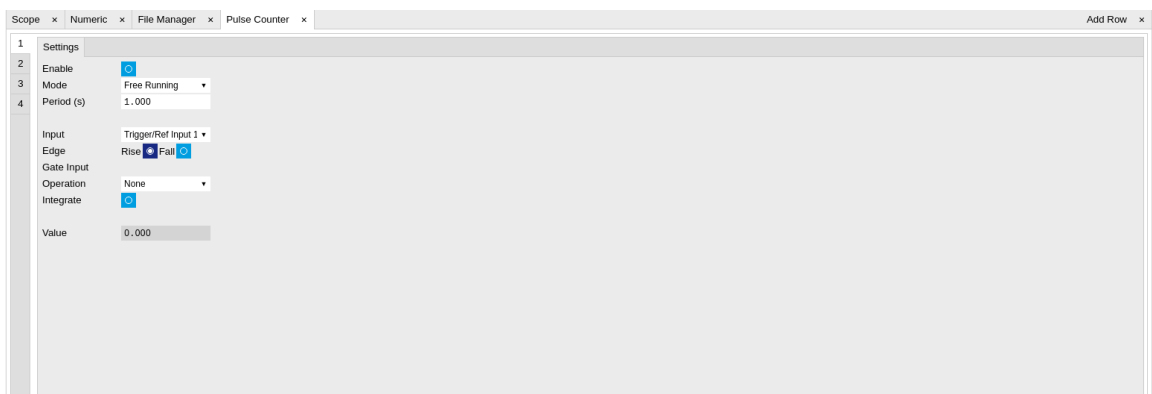 Scope × Numeric × File Manager × Pulse Counter × Add Row ×
1 Settings
2
Enable
3 Mode Free Running ▼
4 Period (s) 1.000
Input Trigger/Ref Input 1 ▼
Edge Rise Fall
Gate Input
Operation None ▼
Integrate
Value 0.000